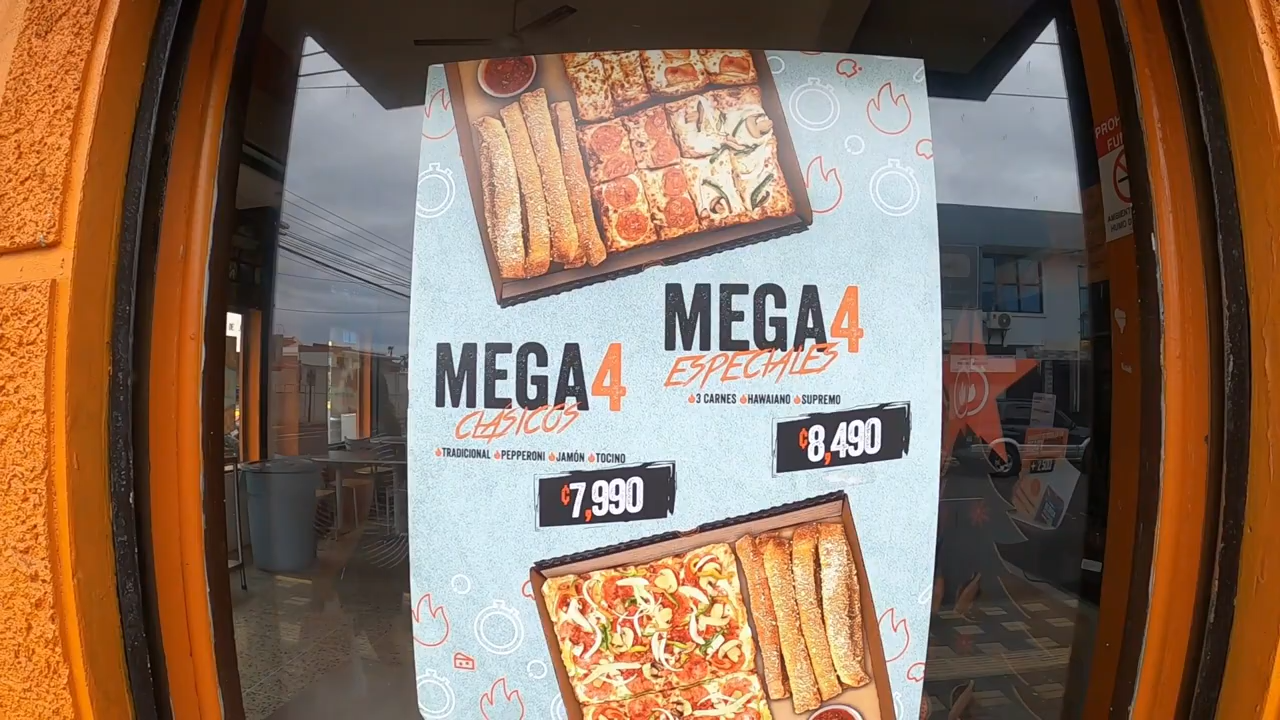 MEGA4
CLÁSICOS
TRADICIONAL PEPPERONI JAMÓN TOCINO
₡7,990
MEGA4
ESPECIALES
3 CARNES HAWAIANO SUPREMO
₡8,490